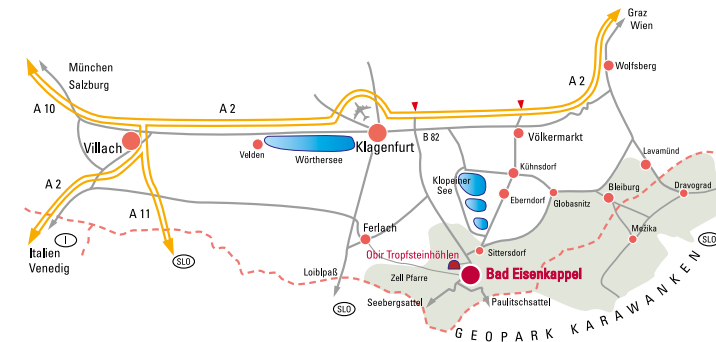 Graz
Wien
München
Salzburg
Wolfsberg
A 2
A 10
A 2
B 82
Völkermarkt
Villach
Velden
Wörthersee
Klagenfurt
Lavamünd
Kühnsdorf
Klopeiner
See
A 2
Bleiburg
Dravograd
Eberndorf
Globasnitz
A 11
Ferlach
Mezika
I
SLO
Italien
Venedig
Sittersdorf
Obir Tropfsteinhöhlen
SLO
Loiblpaß
Zell Pfarre
Bad Eisenkappel
SLO
Seebergsattel
Paulitschsattel
GEOPARK KARAWANKEN